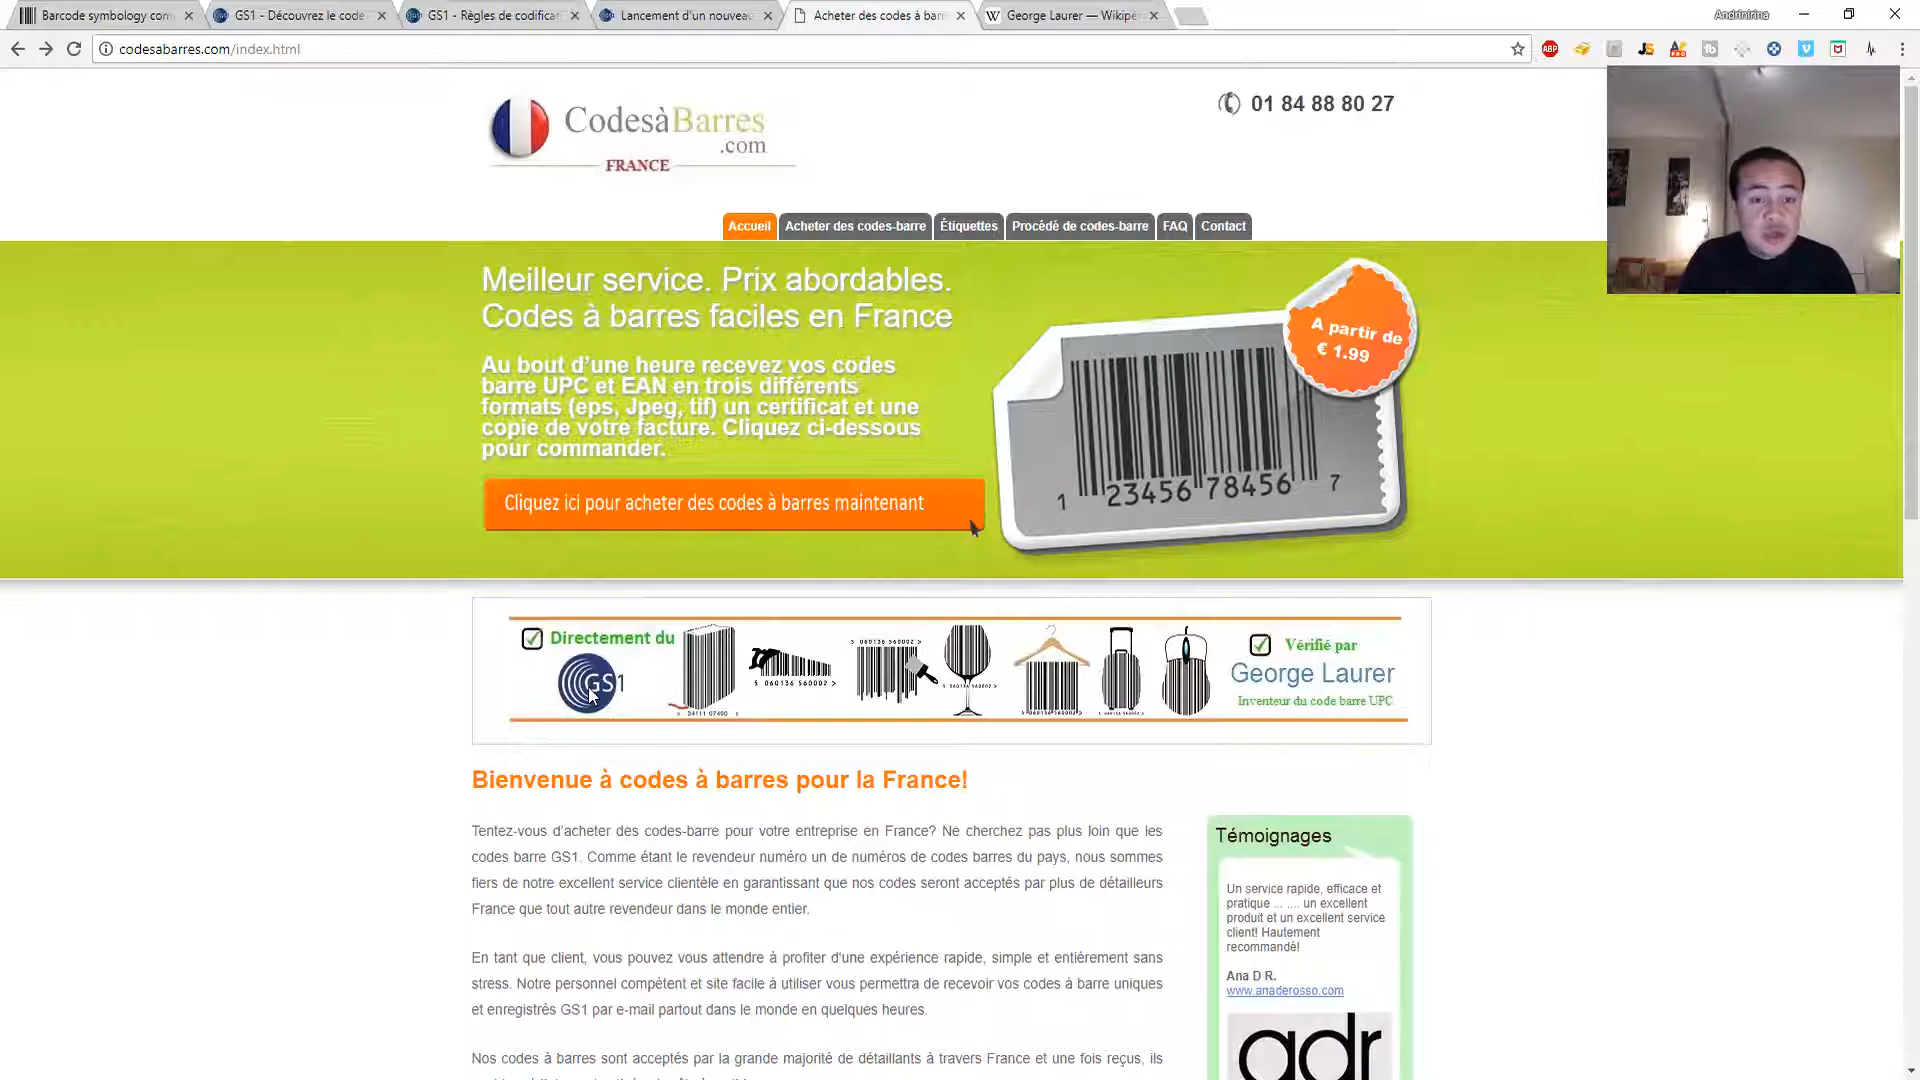 Barcode symbology com
GS1 - Découvrez le code
GS1 - Règles de codificat
Lancement d'un nouveau
Acheter des codes à barr
George Laurer — Wikipé
Andrinirina
codesabarres.com/index.html
CodesàBarres
.com
FRANCE
01 84 88 80 27
Accueil
Acheter des codes-barre
Étiquettes
Procédé de codes-barre
FAQ
Contact
Meilleur service. Prix abordables.
Codes à barres faciles en France
Au bout d'une heure recevez vos codes
barre UPC et EAN en trois différents
formats (eps, Jpeg, tif) un certificat et une
copie de votre facture. Cliquez ci-dessous
pour commander.
Cliquez ici pour acheter des codes à barres maintenant
A partir de
€ 1.99
1 23456 78456 7
Directement du
GS1
5 060136 560002 >
5 060136 560002 >
Vérifié par
George Laurer
Inventeur du code barre UPC
Bienvenue à codes à barres pour la France!
Tentez-vous d'acheter des codes-barre pour votre entreprise en France? Ne cherchez pas plus loin que les
codes barre GS1. Comme étant le revendeur numéro un de numéros de codes barres du pays, nous sommes
fiers de notre excellent service clientèle en garantissant que nos codes seront acceptés par plus de détailleurs
France que tout autre revendeur dans le monde entier.
En tant que client, vous pouvez vous attendre à profiter d'une expérience rapide, simple et entièrement sans
stress. Notre personnel compétent et site facile à utiliser vous permettra de recevoir vos codes à barre uniques
et enregistrés GS1 par e-mail partout dans le monde en quelques heures.
Nos codes à barres sont acceptés par la grande majorité de détaillants à travers France et une fois reçus, ils
Témoignages
Un service rapide, efficace et
pratique ... .... un excellent
produit et un excellent service
client! Hautement
recommandé!
Ana D R.
www.anaderosso.com
adr